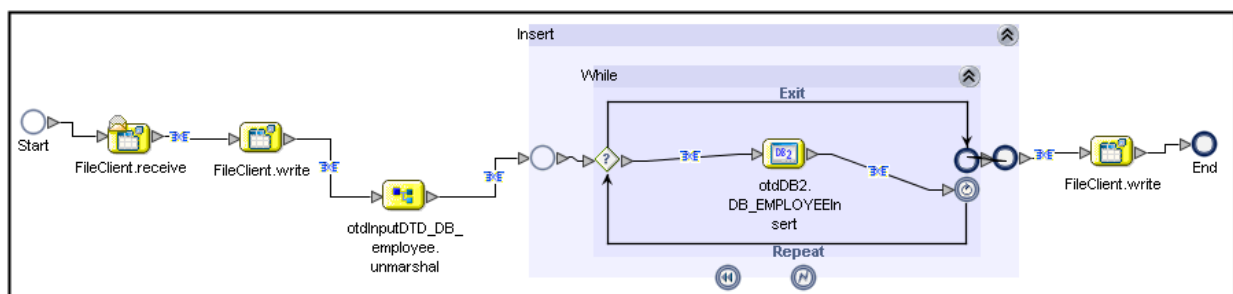 Insert
While
Exit
Start
FileClient.receive
FileClient.write
otdInputDTD_DB_
employee.
unmarshal
?
DB2
otdDB2.
DB_EMPLOYEEIn
sert
Repeat
FileClient.write
End